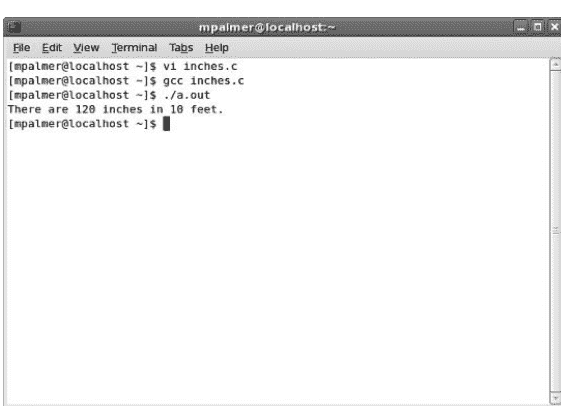 mpalmer@localhost:~
File Edit View Terminal Tabs Help
[mpalmer@localhost ~]$ vi inches.c
[mpalmer@localhost ~]$ gcc inches.c
[mpalmer@localhost ~]$ ./a.out
There are 120 inches in 10 feet.
[mpalmer@localhost ~]$